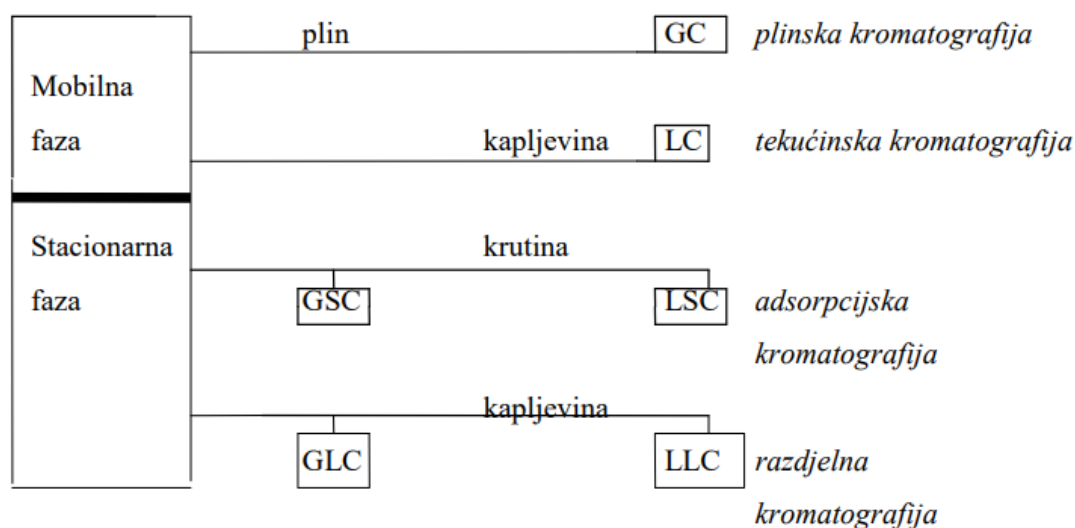 plin GC plinska kromatografija
Mobilna
faza kapljevina LC tekućinska kromatografija
Stacionarna krutina
faza GSC LSC adsorpcijska
kromatografija
kapljevina
GLC LLC razdjelna
kromatografija